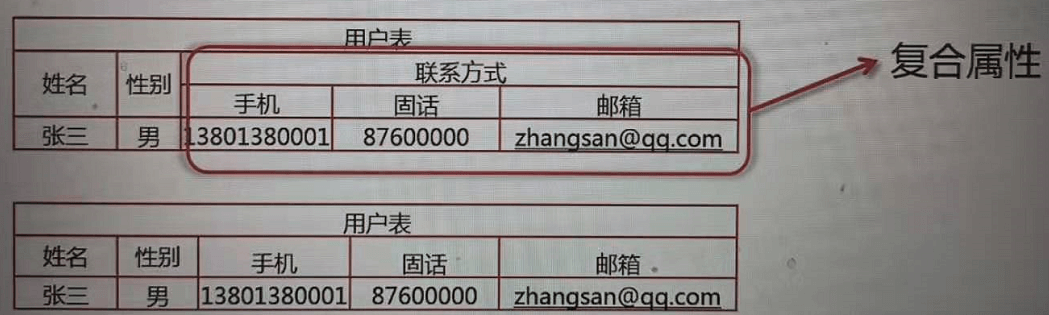 用户表
姓名 性别 联系方式 复合属性
手机 固话 邮箱
张三 男 13801380001 87600000 zhangsan@qq.com
用户表
姓名 性别 手机 固话 邮箱
张三 男 13801380001 87600000 zhangsan@qq.com